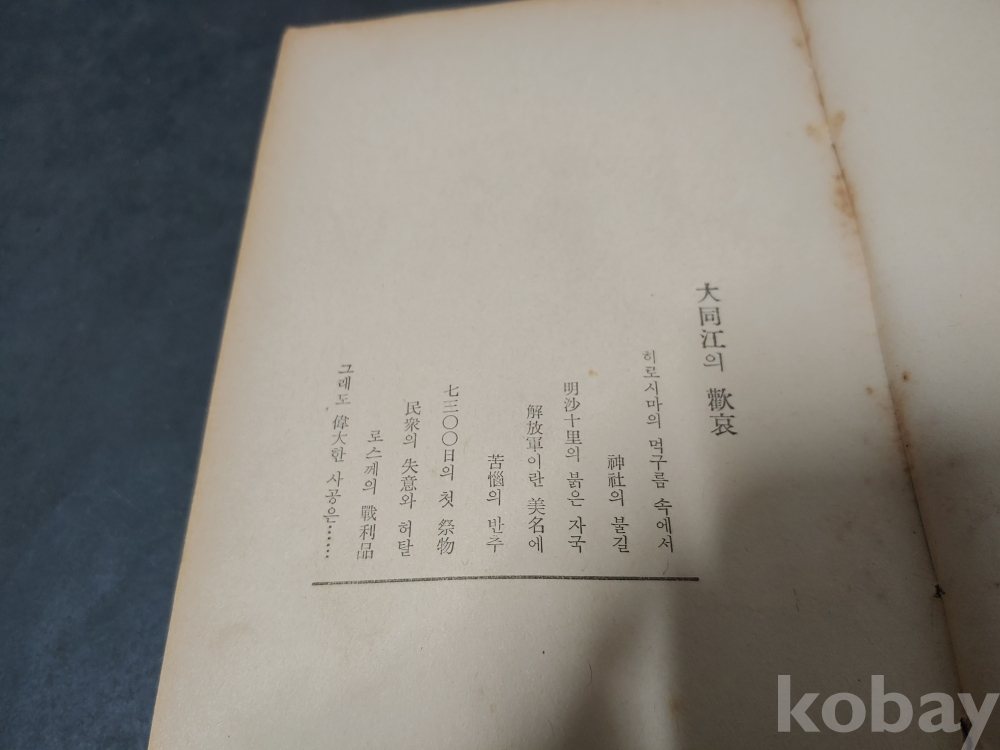 大同江의 歡哀
히로시마의 먹구름 속에서
神社의 불길
明沙十里의 붉은 자국
解放軍이란 美名에
苦惱의 반추
七三〇〇日의 첫 祭物
民衆의 失意와 허탈
로스께의 戰利品
그래도 偉大한 사공은……
kobay